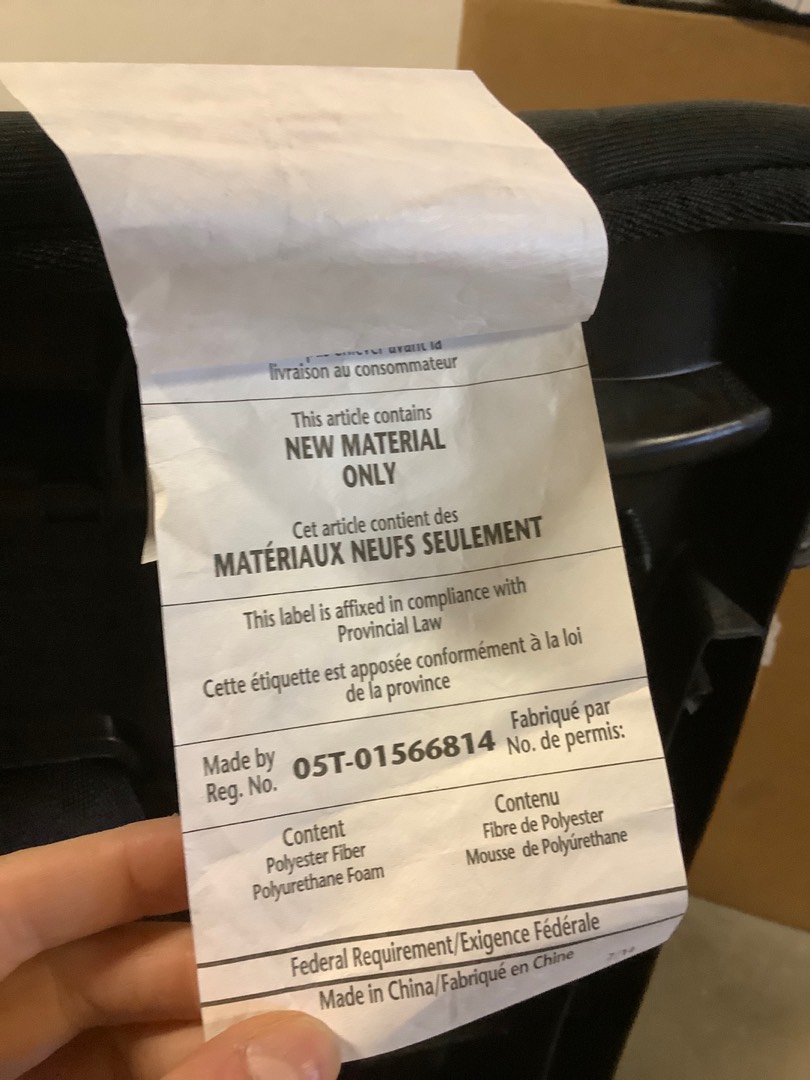 avant la
livraison au consommateur
This article contains
NEW MATERIAL
ONLY
Cet article contient des
MATÉRIAUX NEUFS SEULEMENT
This label is affixed in compliance with
Provincial Law
Cette étiquette est apposée conformément à la loi
de la province
Made by
Reg. No.
05T-01566814
Fabriqué par
No. de permis:
Content
Polyester Fiber
Polyurethane Foam
Contenu
Fibre de Polyester
Mousse de Polyúrethane
Federal Requirement/Exigence Fédérale
Made in China/Fabriqué en Chine